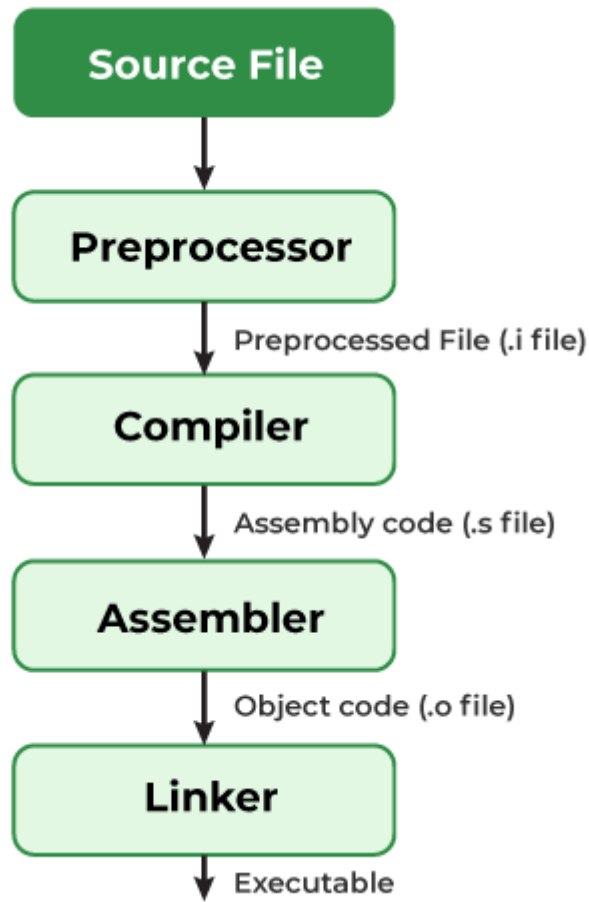 Source File
Preprocessor
Preprocessed File (.i file)
Compiler
Assembly code (.s file)
Assembler
Object code (.o file)
Linker
Executable